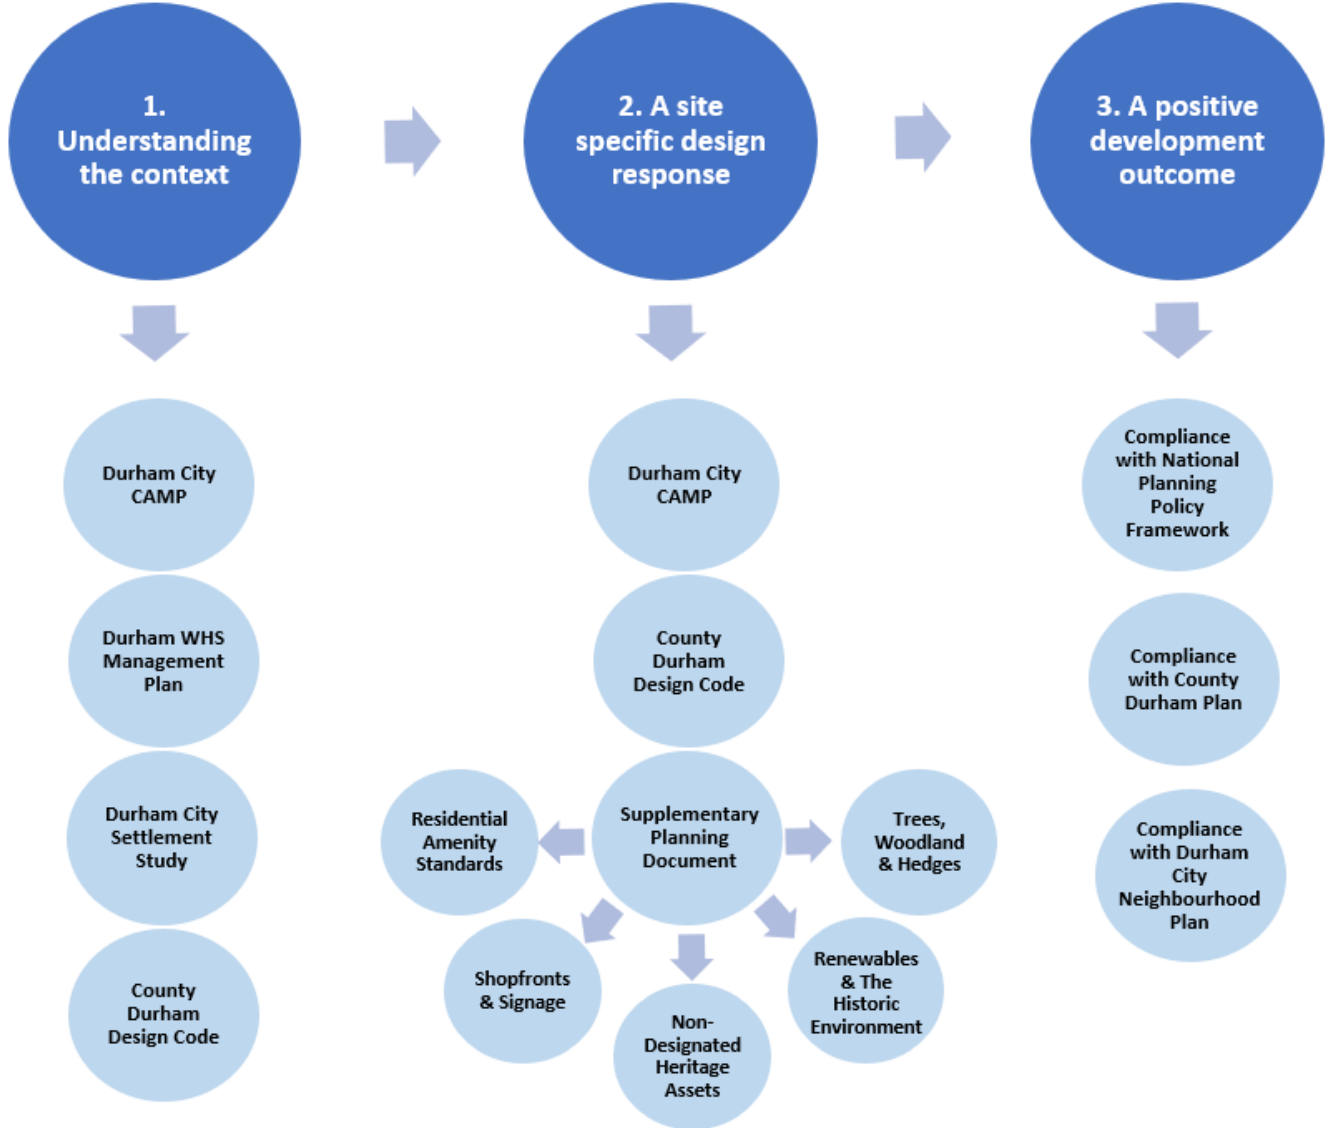 1.
Understanding
the context
2. A site
specific design
response
3. A positive
development
outcome
Durham City
CAMP
Durham WHS
Management
Plan
Durham City
Settlement
Study
County
Durham
Design Code
Durham City
CAMP
County
Durham
Design Code
Supplementary
Planning
Document
Residential
Amenity
Standards
Shopfronts
& Signage
Non-
Designated
Heritage
Assets
Renewables
& The
Historic
Environment
Trees,
Woodland
& Hedges
Compliance
with National
Planning
Policy
Framework
Compliance
with County
Durham Plan
Compliance
with Durham
City
Neighbourhood
Plan